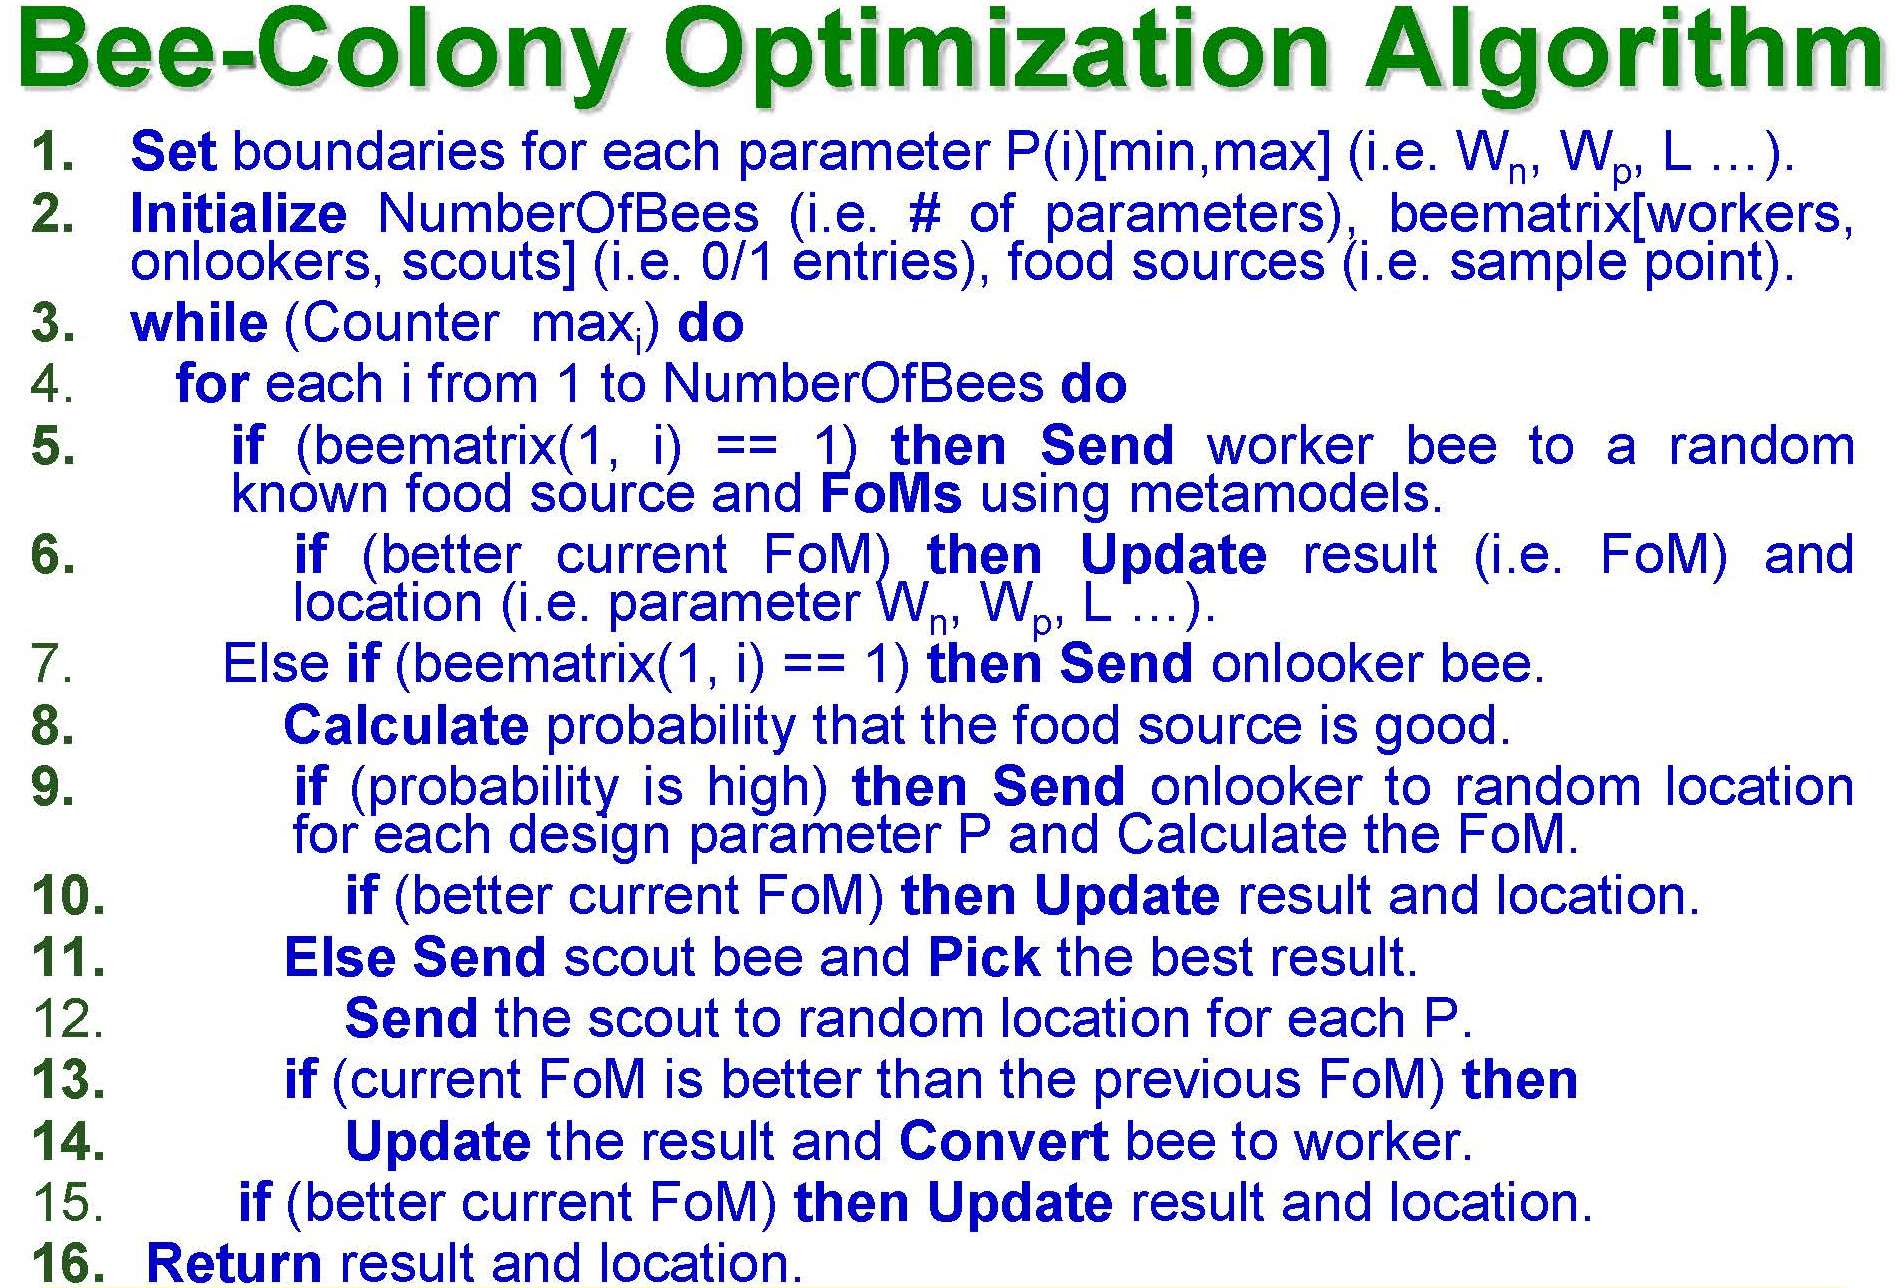 Bee-Colony Optimization Algorithm
1. Set boundaries for each parameter P(i)[min,max] (i.e. Wn, Wp, L …).
2. Initialize NumberOfBees (i.e. # of parameters), beematrix[workers,
onlookers, scouts] (i.e. 0/1 entries), food sources (i.e. sample point).
3. while (Counter maxi) do
4. for each i from 1 to NumberOfBees do
5. if (beematrix(1, i) == 1) then Send worker bee to a random
known food source and FoMs using metamodels.
6. if (better current FoM) then Update result (i.e. FoM) and
location (i.e. parameter Wn, Wp, L …).
7. Else if (beematrix(1, i) == 1) then Send onlooker bee.
8. Calculate probability that the food source is good.
9. if (probability is high) then Send onlooker to random location
for each design parameter P and Calculate the FoM.
10. if (better current FoM) then Update result and location.
11. Else Send scout bee and Pick the best result.
12. Send the scout to random location for each P.
13. if (current FoM is better than the previous FoM) then
14. Update the result and Convert bee to worker.
15. if (better current FoM) then Update result and location.
16. Return result and location.